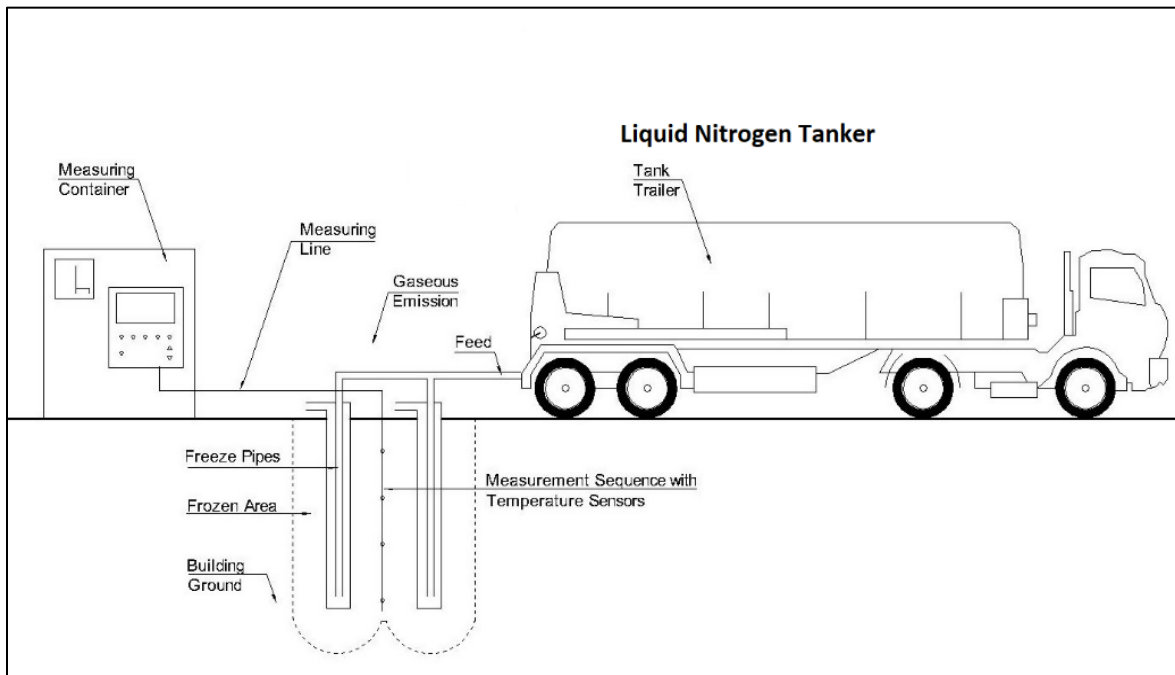 Liquid Nitrogen Tanker
Measuring
Container
Tank
Trailer
Measuring
Line
Gaseous
Emission
Feed
Freeze Pipes
Measurement Sequence with
Temperature Sensors
Frozen Area
Building
Ground